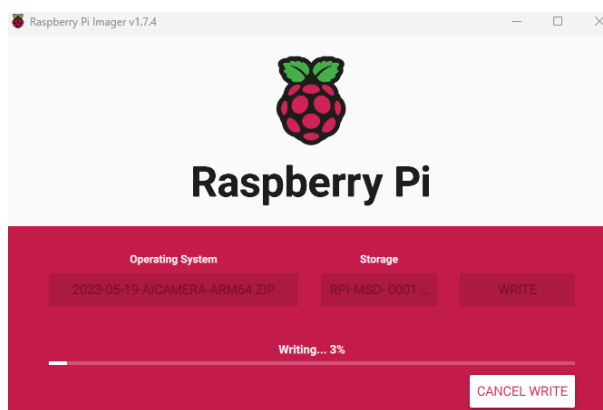 Raspberry Pi Imager v1.7.4
Raspberry Pi
Operating System Storage
2023-05-19-AICAMERA-ARM64.ZIP RPI-MSD- 0001 ... WRITE
Writing... 3%
CANCEL WRITE